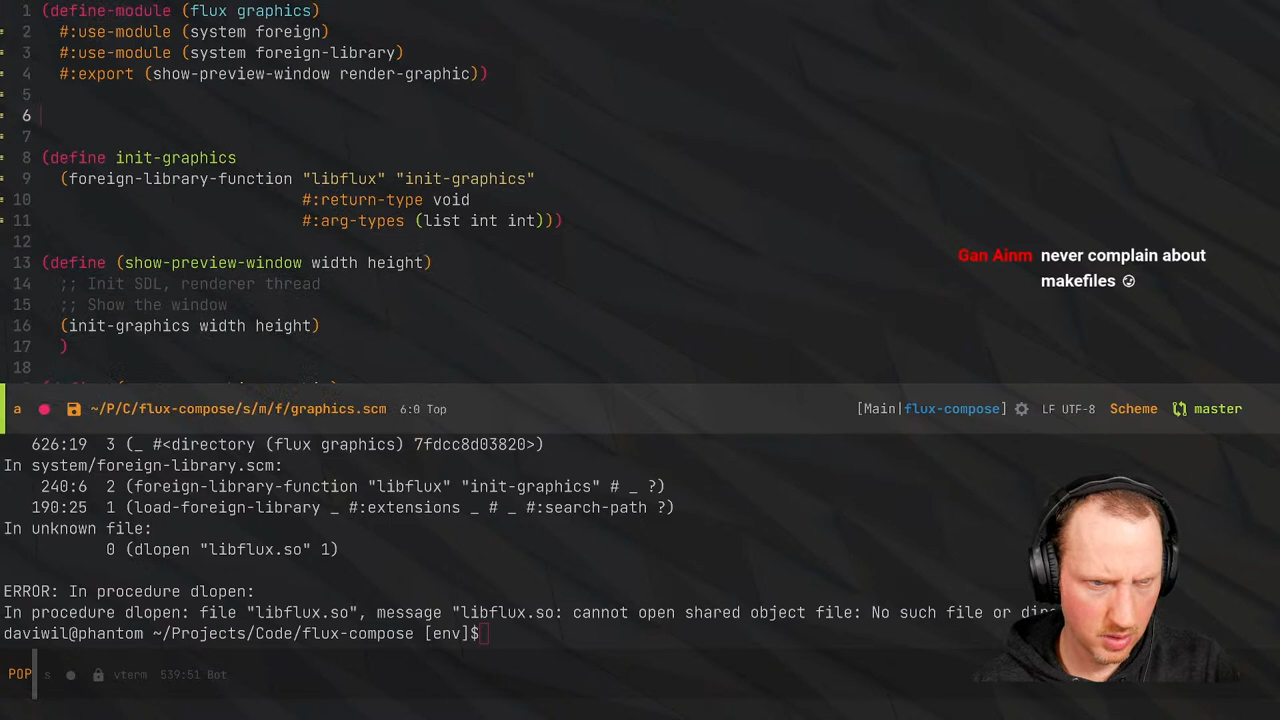 1 (define-module (flux graphics)
2   #:use-module (system foreign)
3   #:use-module (system foreign-library)
4   #:export (show-preview-window render-graphic))
5
6
7
8 (define init-graphics
9   (foreign-library-function "libflux" "init-graphics"
10                             #:return-type void
11                             #:arg-types (list int int)))
12
13 (define (show-preview-window width height)
14   ;; Init SDL, renderer thread
15   ;; Show the window
16   (init-graphics width height)
17   )
18
Gan Ainm never complain about
makefiles
a ~/P/C/flux-compose/s/m/f/graphics.scm 6:0 Top [Main|flux-compose] LF UTF-8 Scheme master
626:19 3 (_ #<directory (flux graphics) 7fdcc8d03820>)
In system/foreign-library.scm:
240:6 2 (foreign-library-function "libflux" "init-graphics" # _ ?)
190:25 1 (load-foreign-library _ #:extensions _ # _ #:search-path ?)
In unknown file:
0 (dlopen "libflux.so" 1)
ERROR: In procedure dlopen:
In procedure dlopen: file "libflux.so", message "libflux.so: cannot open shared object file: No such file or
daviwil@phantom ~/Projects/Code/flux-compose [env]$
POP s vterm 539:51 Bot